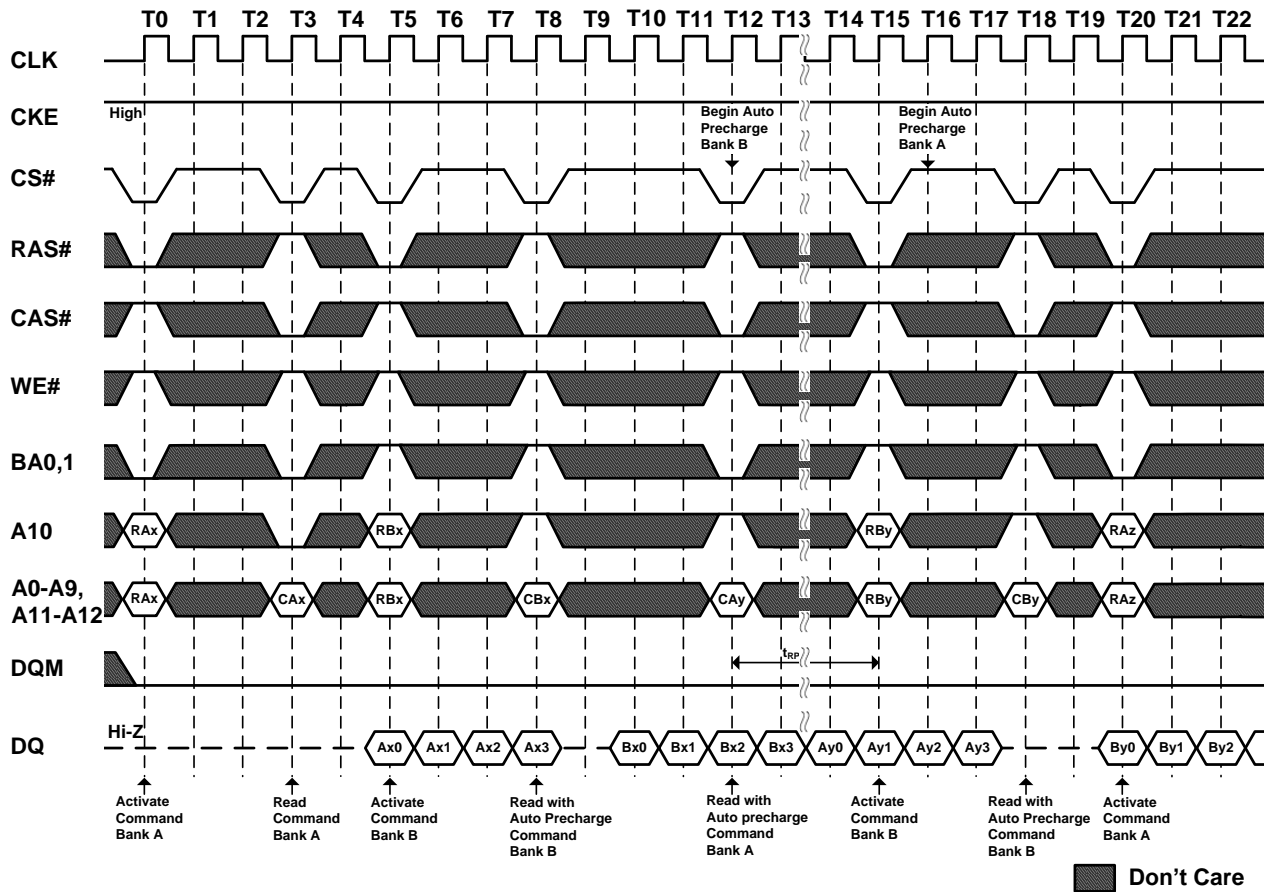 T0 T1 T2 T3 T4 T5 T6 T7 T8 T9 T10 T11 T12 T13 T14 T15 T16 T17 T18 T19 T20 T21 T22
CLK
CKE
High
Begin Auto
Precharge
Bank B
Begin Auto
Precharge
Bank A
CS#
RAS#
CAS#
WE#
BA0,1
A10
RAx RBx RBy RAz
A0-A9,
A11-A12
RAx CAx RBx CBx CAy RBy CBy RAz
DQM
tRP
DQ
Hi-Z
Ax0 Ax1 Ax2 Ax3 Bx0 Bx1 Bx2 Bx3 Ay0 Ay1 Ay2 Ay3 By0 By1 By2
Activate
Command
Bank A
Read
Command
Bank A
Activate
Command
Bank B
Read with
Auto Precharge
Command
Bank B
Read with
Auto precharge
Command
Bank A
Activate
Command
Bank B
Read with
Auto Precharge
Command
Bank B
Activate
Command
Bank A
Don't Care